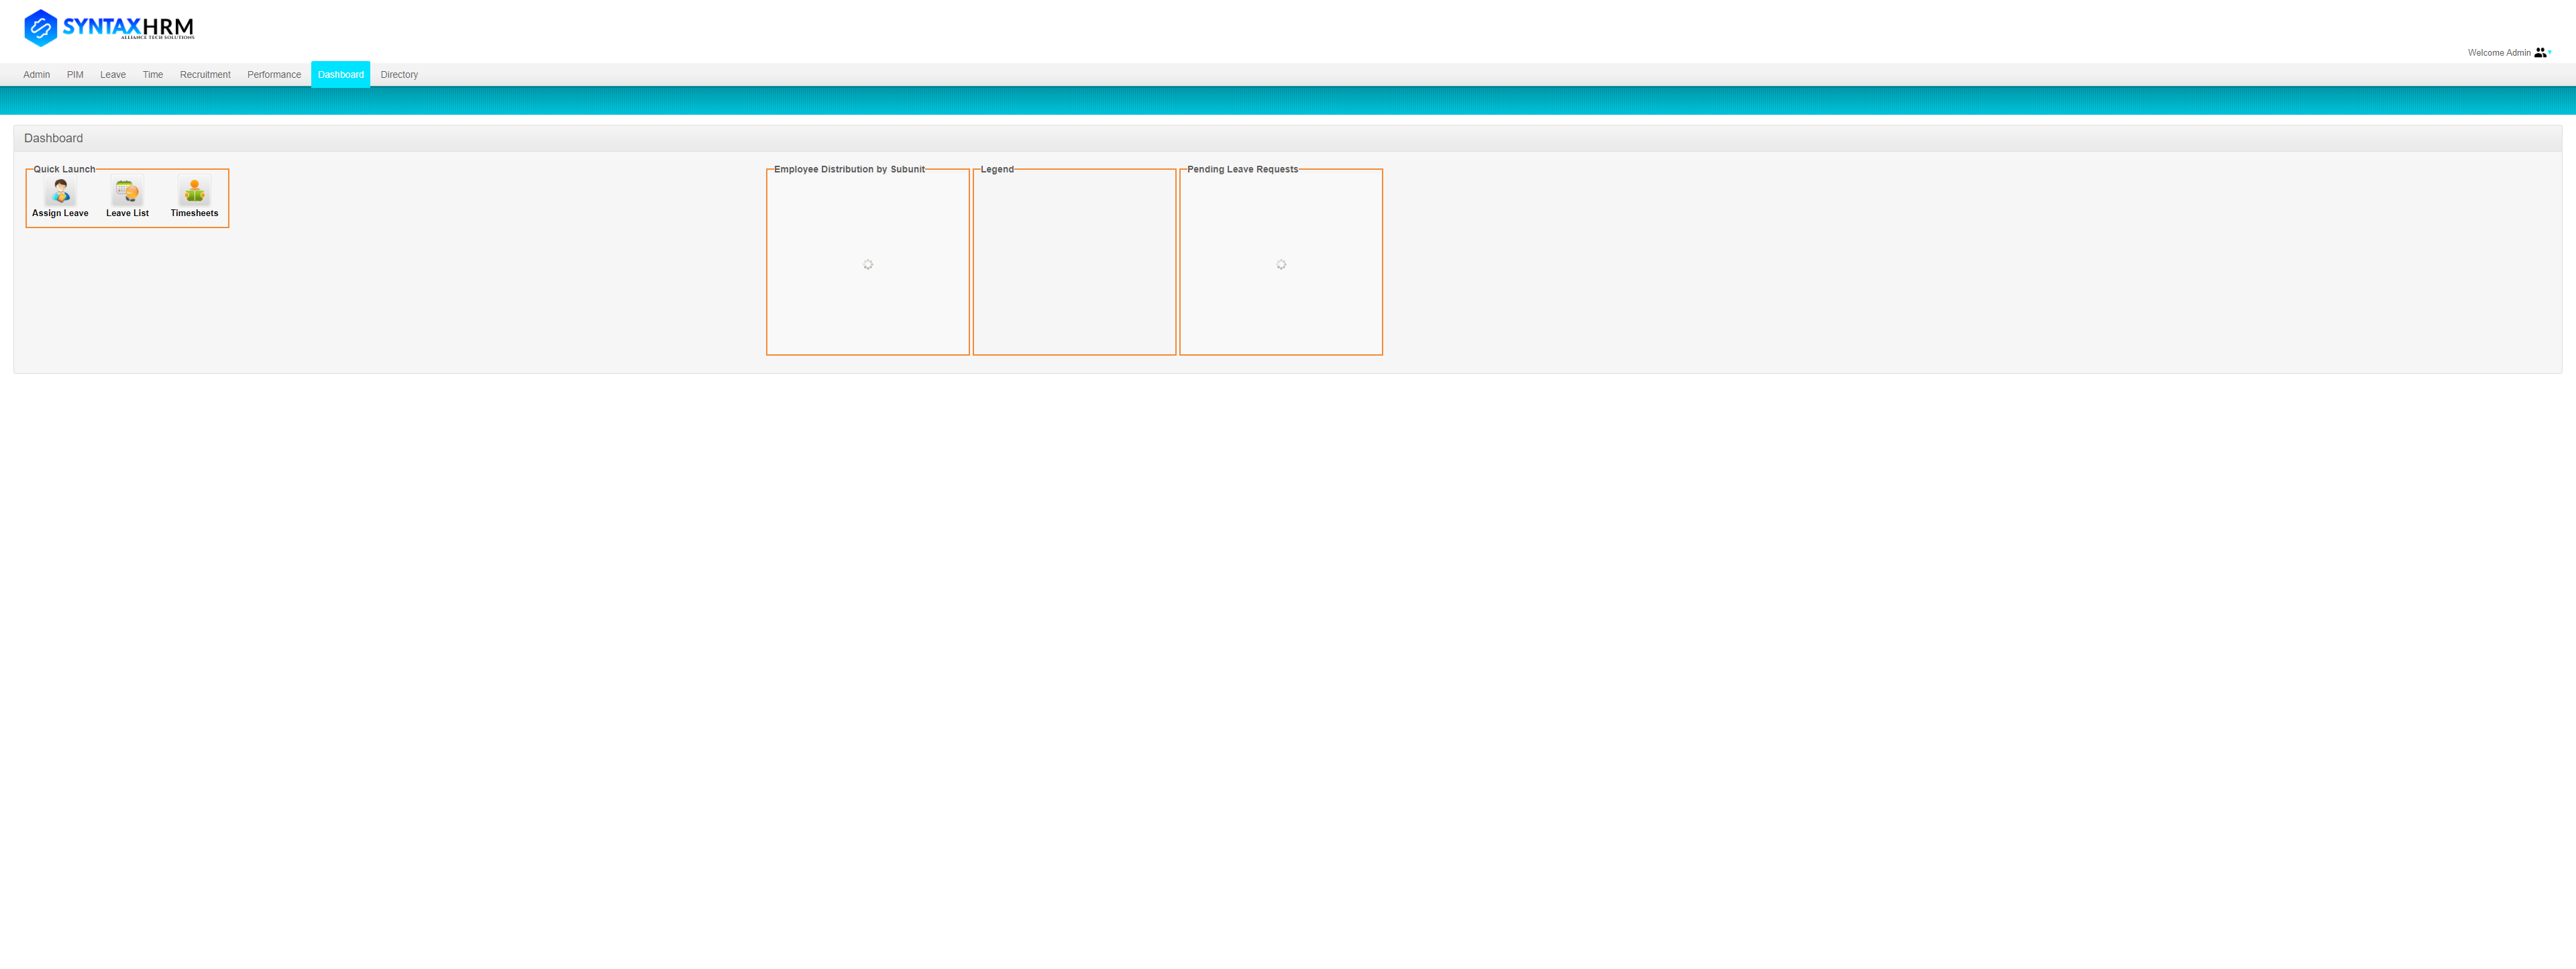 SYNTAXHRM
ALLIANCE TECH SOLUTIONS
Welcome Admin
Admin PIM Leave Time Recruitment Performance Dashboard Directory
Dashboard
Quick Launch
Assign Leave Leave List Timesheets
Employee Distribution by Subunit
Legend
Pending Leave Requests